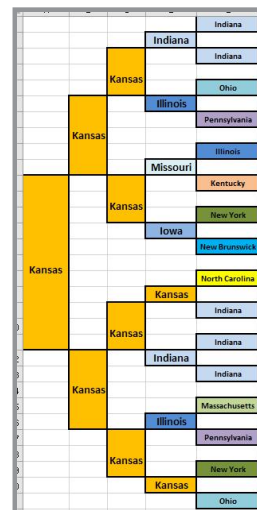 Indiana
Indiana
Indiana
Kansas
Ohio
Illinois
Pennsylvania
Kansas
Illinois
Missouri
Kentucky
Kansas
New York
Iowa
New Brunswick
Kansas
North Carolina
Kansas
Indiana
Kansas
Indiana
Indiana
Indiana
Kansas
Massachusetts
Illinois
Pennsylvania
Kansas
New York
Kansas
Ohio